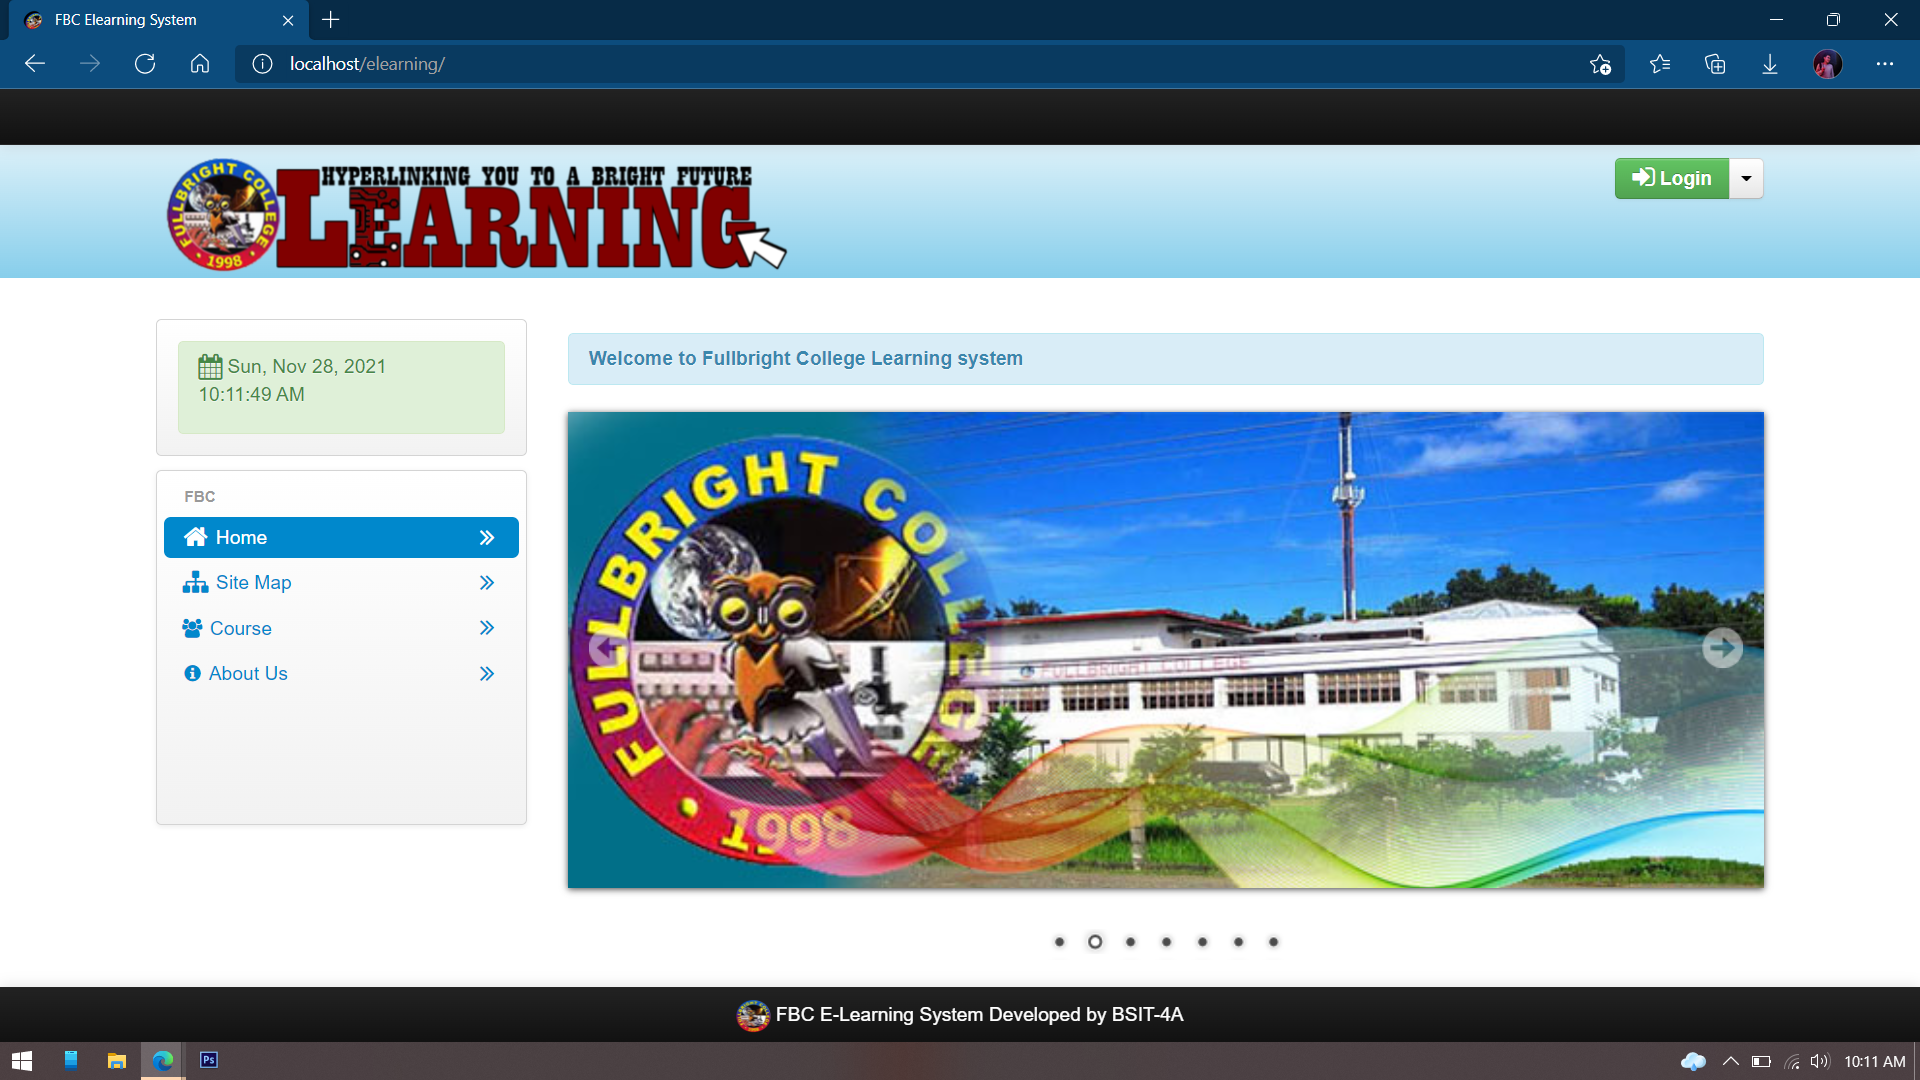 FBC Elearning System
localhost/elearning/
FULLBRIGHT COLLEGE
1998
HYPERLINKING YOU TO A BRIGHT FUTURE
LEARNING
Login
Sun, Nov 28, 2021
10:11:49 AM
Welcome to Fullbright College Learning system
FBC
Home
Site Map
Course
About Us
FULLBRIGHT COLLEGE
1998
FULLBRIGHT COLLEGE
FBC E-Learning System Developed by BSIT-4A
Ps
10:11 AM